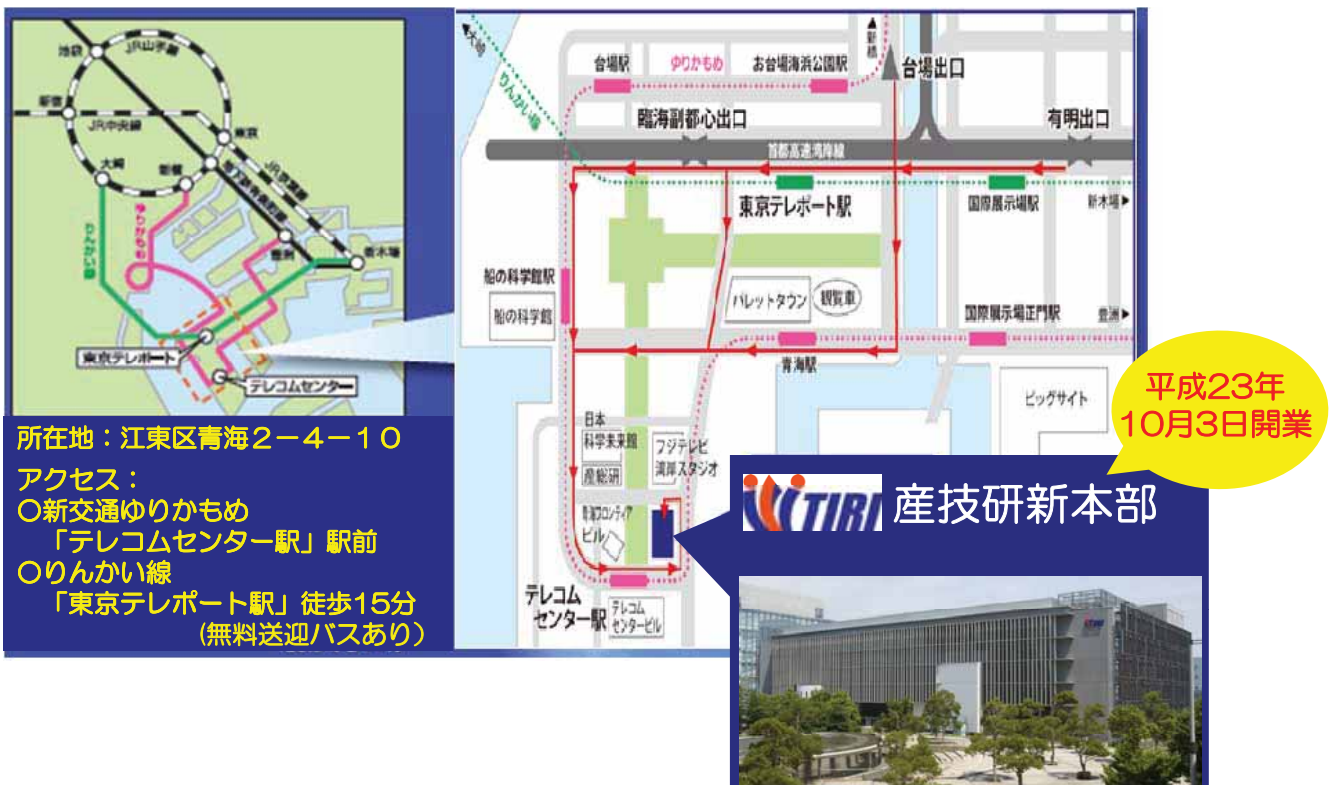 池袋
JR山手線
新宿
JR中央線
東京
大崎
新橋
JR京葉線
地下鉄有楽町線
りんかい線
ゆりかもめ
豊洲
新木場
東京テレポート
テレコムセンター
所在地：江東区青海２－４－１０
アクセス：
○新交通ゆりかもめ
「テレコムセンター駅」駅前
○りんかい線
「東京テレポート駅」徒歩15分
(無料送迎バスあり)
◀大崎
りんかい線
台場駅
ゆりかもめ
お台場海浜公園駅
▲新橋
台場出口
臨海副都心出口
有明出口
首都高速湾岸線
東京テレポート駅
国際展示場駅
新木場▶
船の科学館駅
船の科学館
パレットタウン
観覧車
国際展示場正門駅
豊洲▶
青海駅
ビッグサイト
日本
科学未来館
産総研
フジテレビ
湾岸スタジオ
青海フロンティア
ビル
テレコム
センター駅
テレコム
センタービル
平成23年
10月3日開業
TIRI
産技研新本部